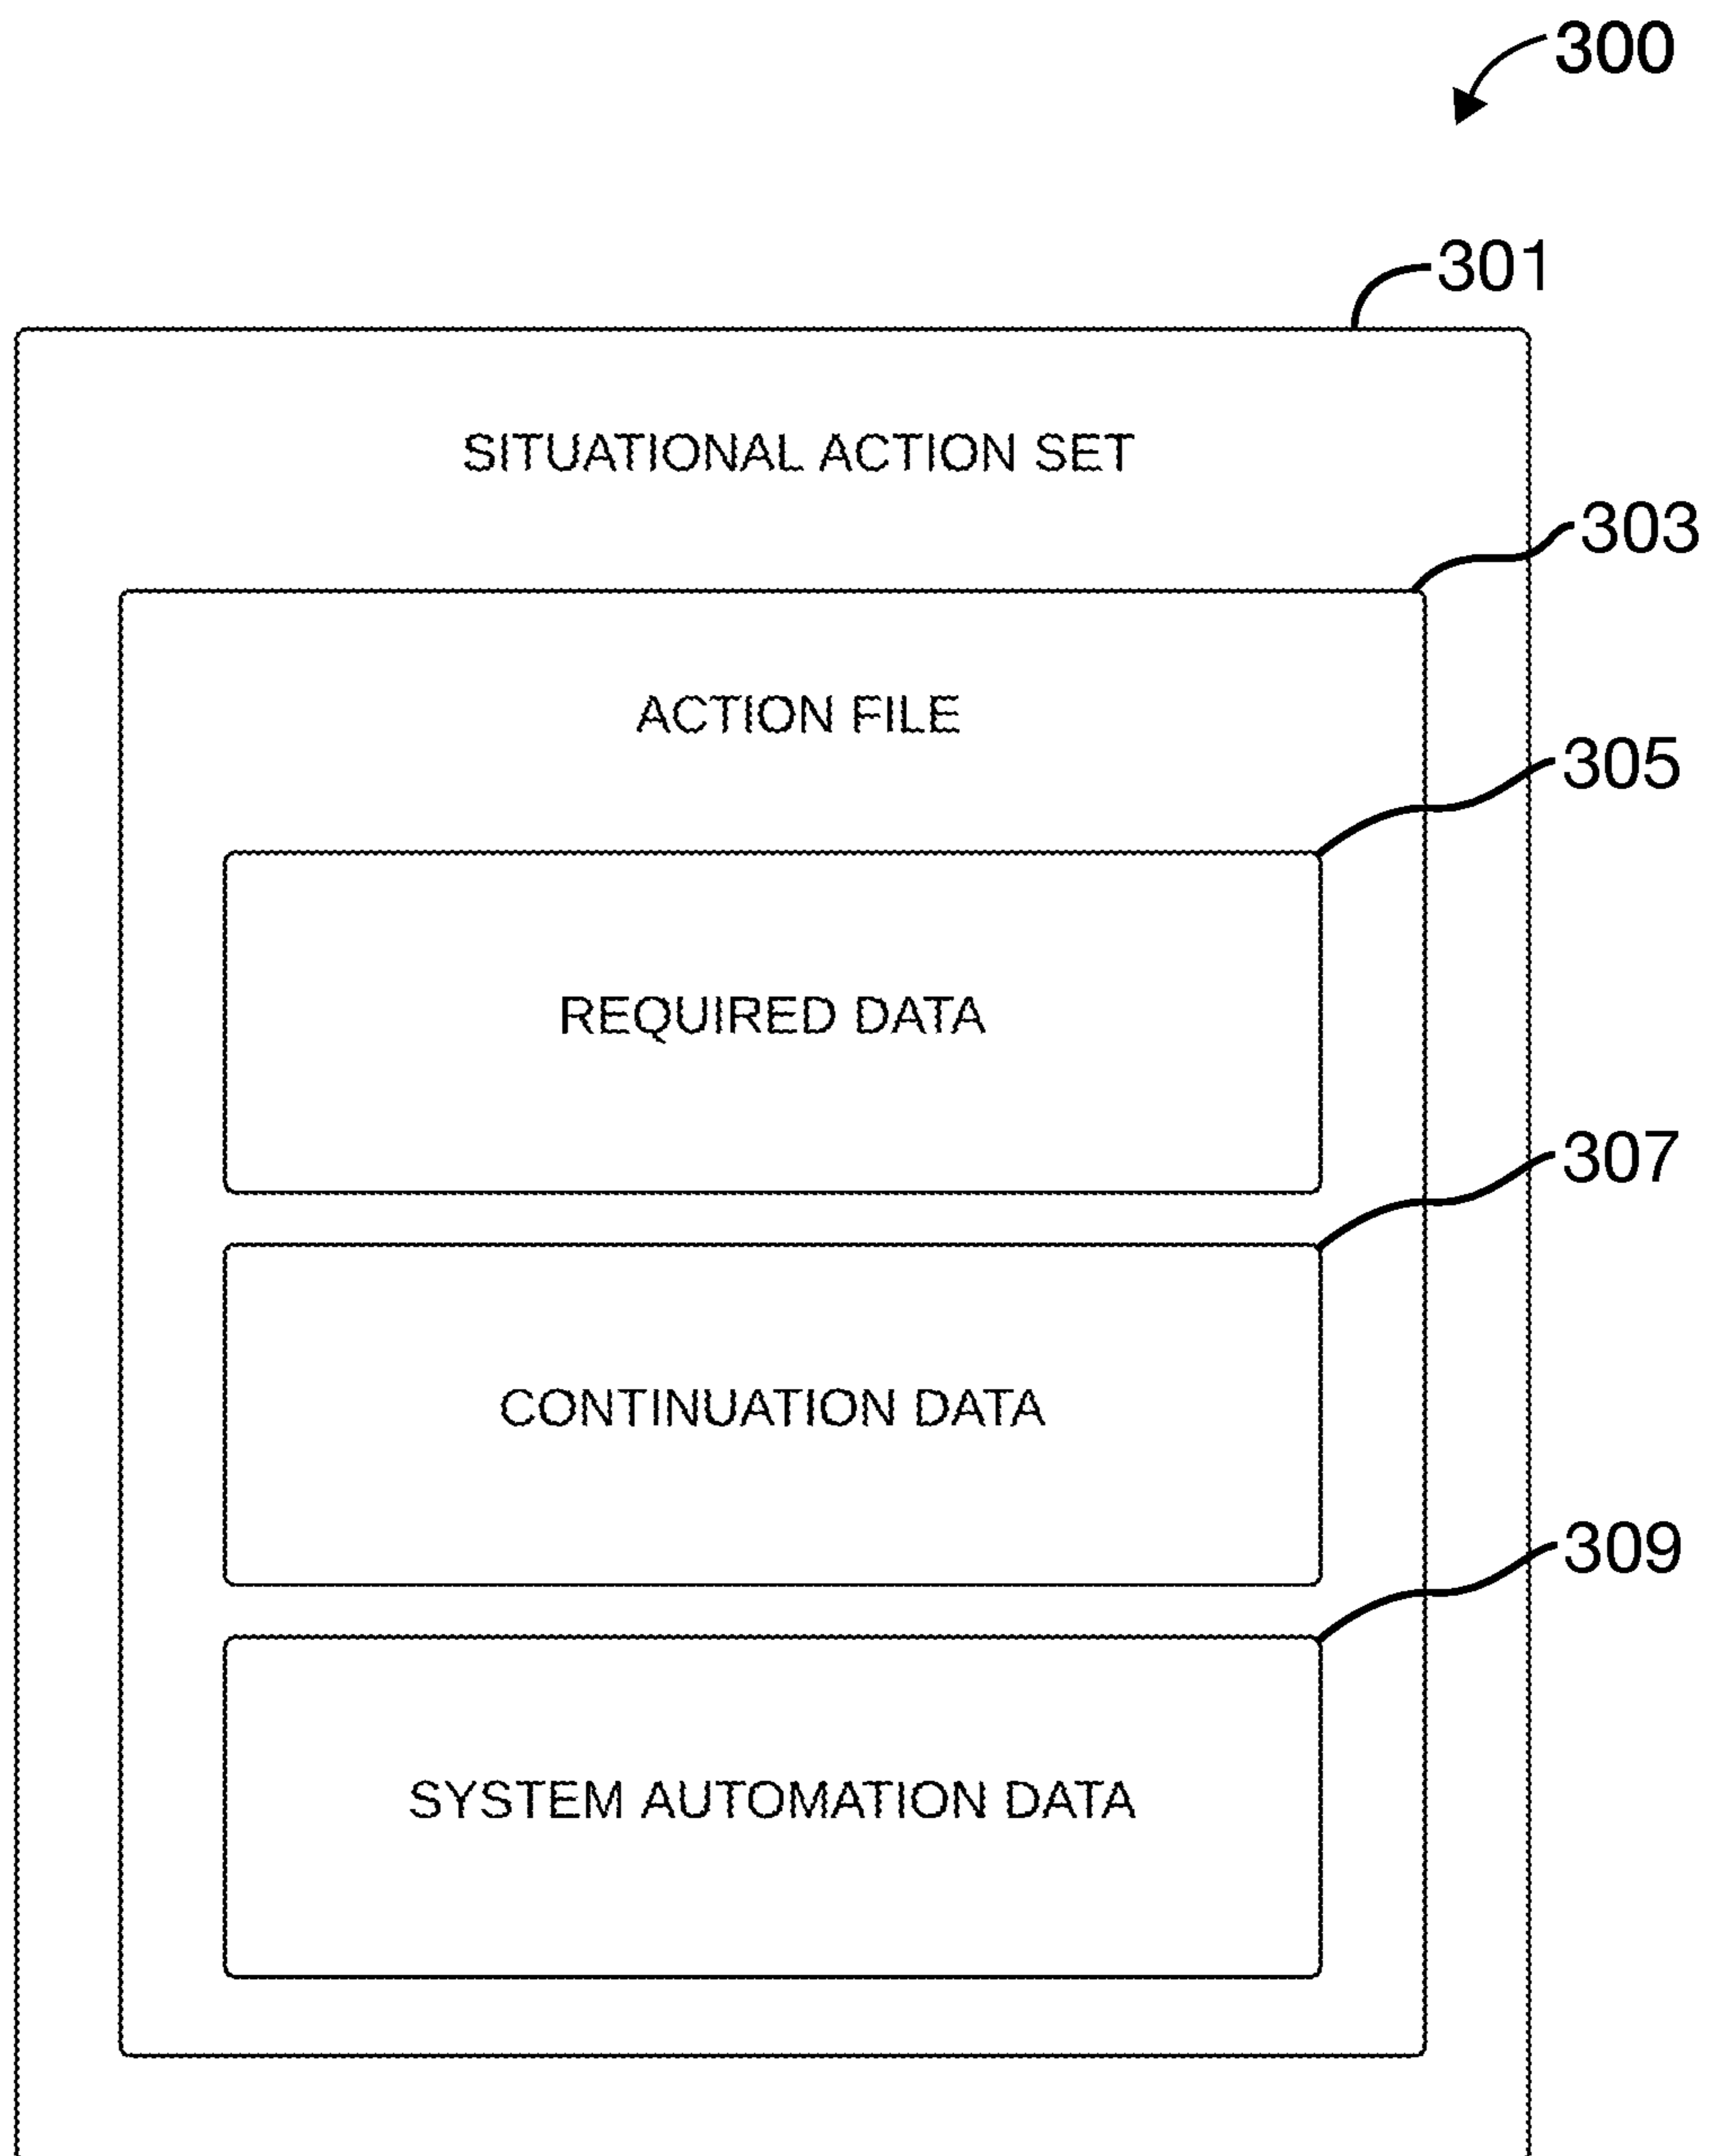 300
301
SITUATIONAL ACTION SET
303
ACTION FILE
305
REQUIRED DATA
307
CONTINUATION DATA
309
SYSTEM AUTOMATION DATA